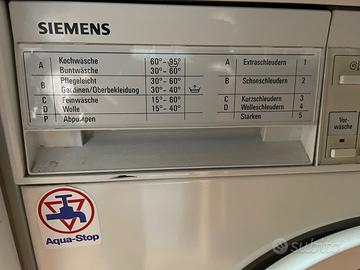 SIEMENS
A Kochwäsche 60°- 95° A Extraschleudern 1
Buntwäsche 30°- 60°
B Pflegeleicht 30°- 60° B Schonschleudern 2
Gardinen/Oberbekleidung 30°- 40°
C Feinwäsche 15°- 60° C Kurzschleudern 3
D Wolle 15°- 40° D Wolleschleudern 4
P Abpumpen Stärken 5
Vor-
wäsche
Aqua-Stop
Subito